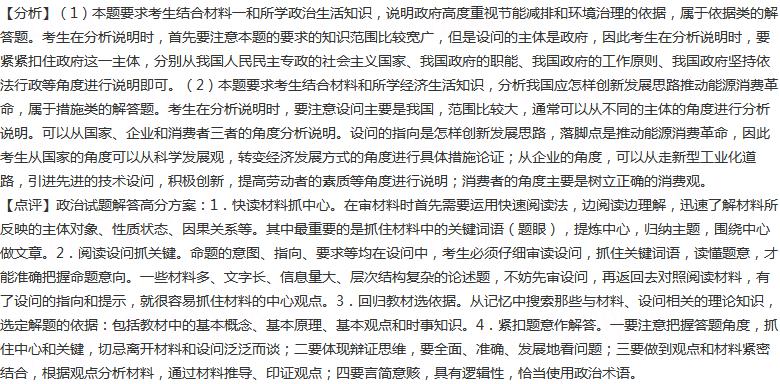 【分析】（1）本题要求考生结合材料一和所学政治生活知识，说明政府高度重视节能减排和环境治理的依据，属于依据类的解
答题。考生在分析说明时，首先要注意本题的要求的知识范围比较宽广，但是设问的主体是政府，因此考生在分析说明时，要
紧紧扣住政府这一主体，分别从我国人民民主专政的社会主义国家、我国政府的职能、我国政府的工作原则、我国政府坚持依
法行政等角度进行说明即可。（2）本题要求考生结合材料和所学经济生活知识，分析我国应怎样创新发展思路推动能源消费革
命，属于措施类的解答题。考生在分析说明时，要注意设问主要是我国，范围比较大，通常可以从不同的主体的角度进行分析
说明。可以从国家、企业和消费者三者的角度分析说明。设问的指向是怎样创新发展思路，落脚点是推动能源消费革命，因此
考生从国家的角度可以从科学发展观，转变经济发展方式的角度进行具体措施论证；从企业的角度，可以从走新型工业化道
路，引进先进的技术设问，积极创新，提高劳动者的素质等角度进行说明；消费者的角度主要是树立正确的消费观。
【点评】政治试题解答高分方案：1．快读材料抓中心。在审材料时首先需要运用快速阅读法，边阅读边理解，迅速了解材料所
反映的主体对象、性质状态、因果关系等。其中最重要的是抓住材料中的关键词语（题眼），提炼中心，归纳主题，围绕中心
做文章。2．阅读设问抓关键。命题的意图、指向、要求等均在设问中，考生必须仔细审读设问，抓住关键词语，读懂题意，才
能准确把握命题意向。一些材料多、文字长、信息量大、层次结构复杂的论述题，不妨先审设问，再返回去对照阅读材料，有
了设问的指向和提示，就很容易抓住材料的中心观点。3．回归教材选依据。从记忆中搜索那些与材料、设问相关的理论知识，
选定解题的依据：包括教材中的基本概念、基本原理、基本观点和时事知识。4．紧扣题意作解答。一要注意把握答题角度，抓
住中心和关键，切忌离开材料和设问泛泛而谈；二要体现辩证思维，要全面、准确、发展地看问题；三要做到观点和材料紧密
结合，根据观点分析材料，通过材料推导、印证观点；四要言简意赅，具有逻辑性，恰当使用政治术语。